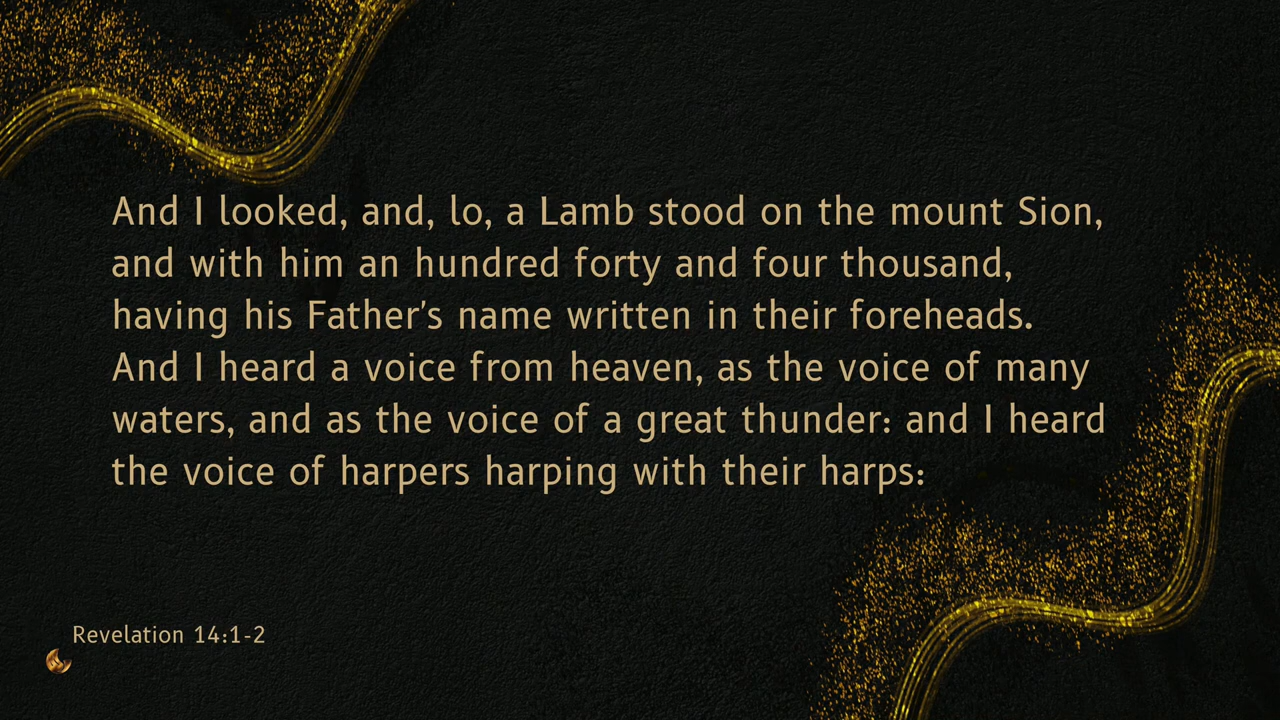 And I looked, and, lo, a Lamb stood on the mount Sion,
and with him an hundred forty and four thousand,
having his Father's name written in their foreheads.
And I heard a voice from heaven, as the voice of many
waters, and as the voice of a great thunder: and I heard
the voice of harpers harping with their harps:
Revelation 14:1-2